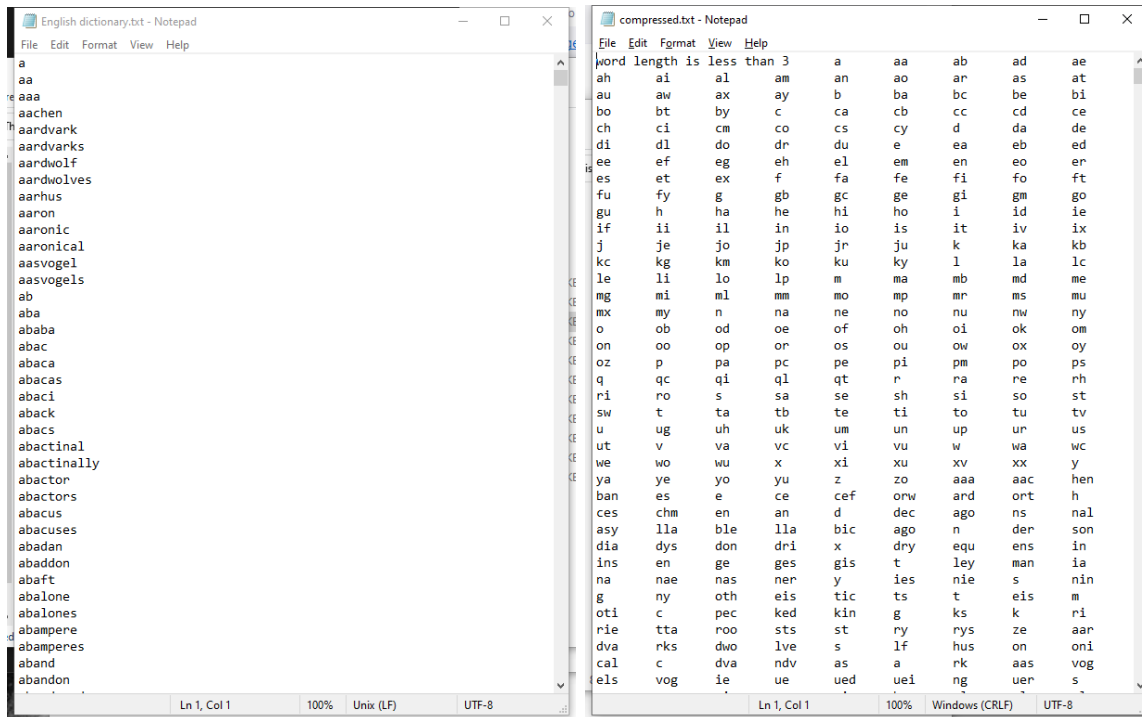 English dictionary.txt - Notepad
File Edit Format View Help
a
aa
aaa
aachen
aardvark
aardvarks
aardwolf
aardwolves
aarhus
aaron
aaronic
aaronical
aasvogel
aasvogels
ab
aba
ababa
abac
abaca
abacas
abaci
aback
abacs
abactinal
abactinally
abactor
abactors
abacus
abacuses
abadan
abaddon
abaft
abalone
abalones
abampere
abamperes
aband
abandon
Ln 1, Col 1 100% Unix (LF) UTF-8
compressed.txt - Notepad
File Edit Format View Help
word length is less than 3 a aa ab ad ae
ah ai al am an ao ar as at
au aw ax ay b ba bc be bi
bo bt by c ca cb cc cd ce
ch ci cm co cs cy d da de
di dl do dr du e ea eb ed
ee ef eg eh el em en eo er
es et ex f fa fe fi fo ft
fu fy g gb gc ge gi gm go
gu h ha he hi ho i id ie
if ii il in io is it iv ix
j je jo jp jr ju k ka kb
kc kg km ko ku ky l la lc
le li lo lp m ma mb md me
mg mi ml mm mo mp mr ms mu
mx my n na ne no nu nw ny
o ob od oe of oh oi ok om
on oo op or os ou ow ox oy
oz p pa pc pe pi pm po ps
q qc qi ql qt r ra re rh
ri ro s sa se sh si so st
sw t ta tb te ti to tu tv
u ug uh uk um un up ur us
ut v va vc vi vu w wa wc
we wo wu x xi xu xv xx y
ya ye yo yu z zo aaa aac hen
ban es e ce cef orw ard ort h
ces chm en an d dec ago ns nal
asy lla ble lla bic ago n der son
dia dys don dri x dry equ ens in
ins en ge ges gis t ley man ia
na nae nas ner y ies nie s nin
g ny oth eis tic ts t eis m
oti c pec ked kin g ks k ri
rie tta roo sts st ry rys ze aar
dva rks dwo lve s lf hus on oni
cal c dva ndv as a rk aas vog
els vog ie ue ued uei ng uer s
Ln 1, Col 1 100% Windows (CRLF) UTF-8